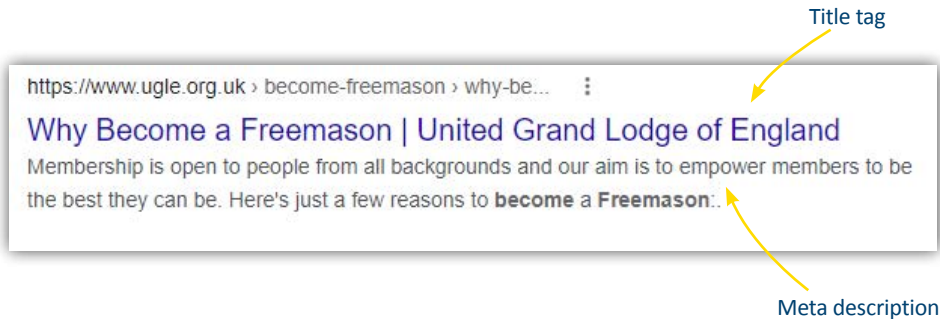 Title tag
https://www.ugle.org.uk › become-freemason › why-be...
Why Become a Freemason | United Grand Lodge of England
Membership is open to people from all backgrounds and our aim is to empower members to be
the best they can be. Here's just a few reasons to become a Freemason:.
Meta description